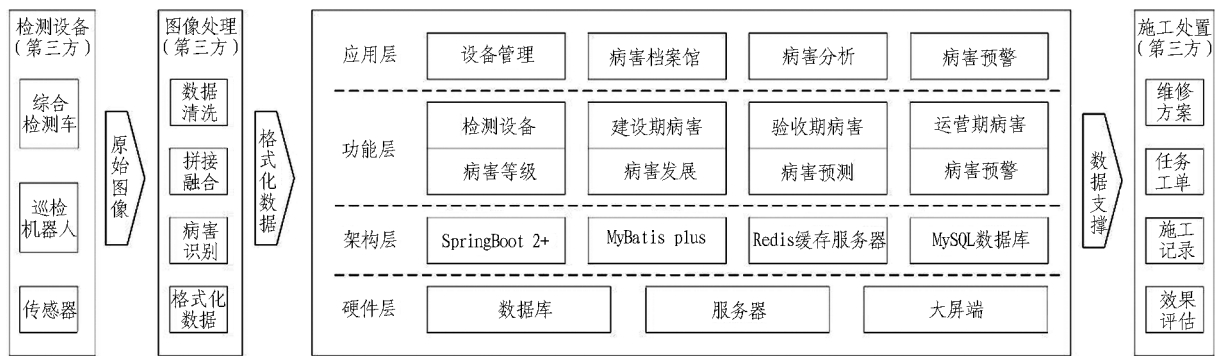 检测设备
(第三方)
综合
检测车
巡检
机器人
传感器
原始图像
图像处理
(第三方)
数据
清洗
拼接
融合
病害
识别
格式化
数据
格式化数据
应用层
设备管理
病害档案馆
病害分析
病害预警
功能层
检测设备
建设期病害
验收期病害
运营期病害
病害等级
病害发展
病害预测
病害预警
架构层
SpringBoot 2+
MyBatis plus
Redis缓存服务器
MySQL数据库
硬件层
数据库
服务器
大屏端
数据支撑
施工处置
(第三方)
维修
方案
任务
工单
施工
记录
效果
评估